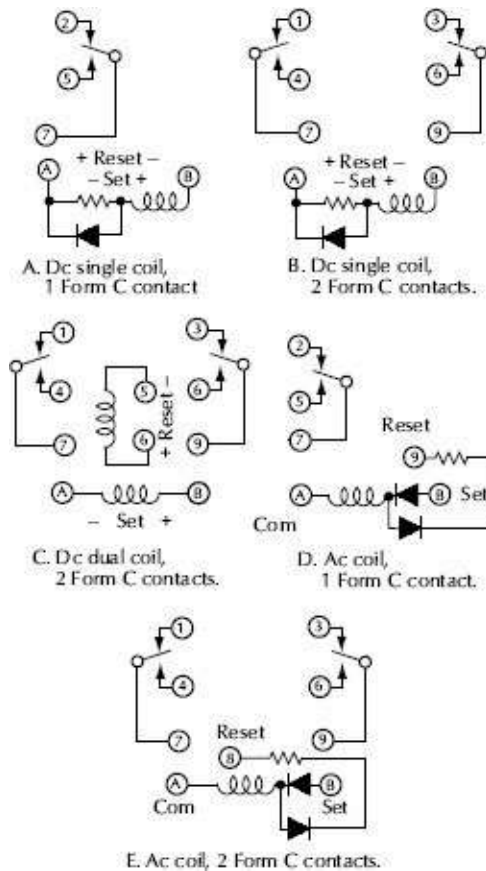 2
5
7
A
+ Reset –
– Set +
B
A. Dc single coil,
1 Form C contact
1
4
7
3
6
9
A
+ Reset –
– Set +
B
B. Dc single coil,
2 Form C contacts.
1
4
7
5
6
+ Reset –
3
6
9
A
– Set +
B
C. Dc dual coil,
2 Form C contacts.
2
5
7
Reset
9
A
B
Set
Com
D. Ac coil,
1 Form C contact.
1
4
7
3
6
9
Reset
8
A
B
Com
Set
E. Ac coil, 2 Form C contacts.